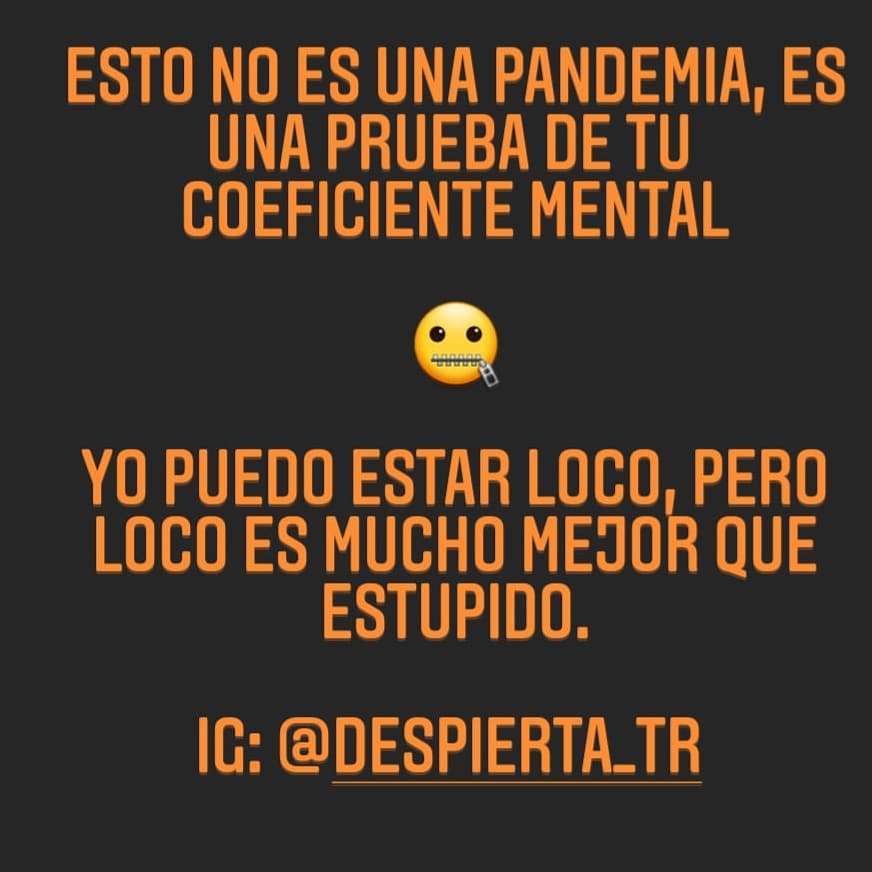 ESTO NO ES UNA PANDEMIA, ES
UNA PRUEBA DE TU
COEFICIENTE MENTAL
YO PUEDO ESTAR LOCO, PERO
LOCO ES MUCHO MEJOR QUE
ESTUPIDO.
IG: @DESPIERTA_TR